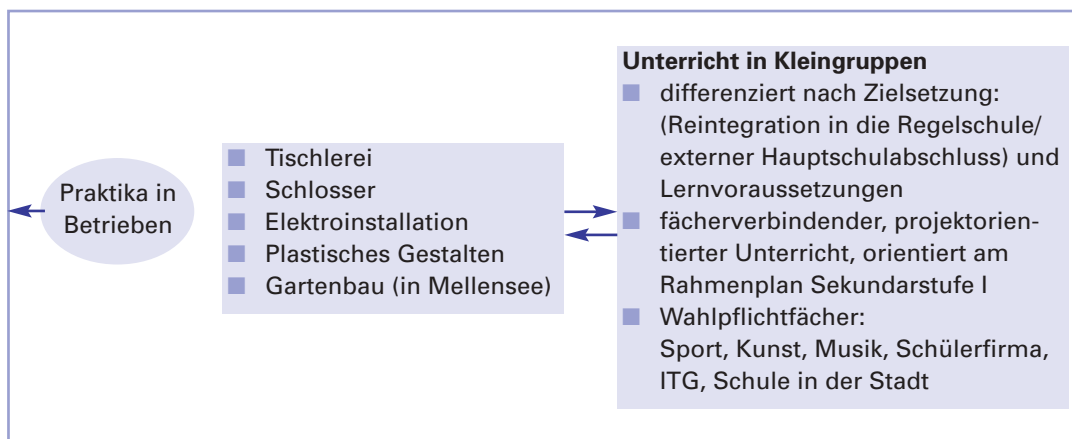 Praktika in
Betrieben
Tischlerei
Schlosser
Elektroinstallation
Plastisches Gestalten
Gartenbau (in Mellensee)
Unterricht in Kleingruppen
differenziert nach Zielsetzung:
(Reintegration in die Regelschule/
externer Hauptschulabschluss) und
Lernvoraussetzungen
fächerverbindender, projektorien-
tierter Unterricht, orientiert am
Rahmenplan Sekundarstufe I
Wahlpflichtfächer:
Sport, Kunst, Musik, Schülerfirma,
ITG, Schule in der Stadt